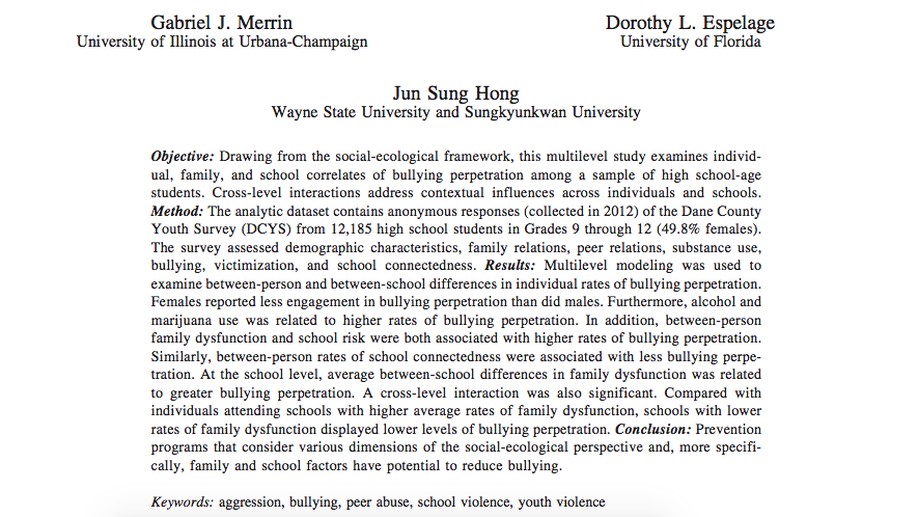 Gabriel J. Merrin
University of Illinois at Urbana-Champaign
Dorothy L. Espelage
University of Florida
Jun Sung Hong
Wayne State University and Sungkyunkwan University
Objective: Drawing from the social-ecological framework, this multilevel study examines individ-
ual, family, and school correlates of bullying perpetration among a sample of high school-age
students. Cross-level interactions address contextual influences across individuals and schools.
Method: The analytic dataset contains anonymous responses (collected in 2012) of the Dane County
Youth Survey (DCYS) from 12,185 high school students in Grades 9 through 12 (49.8% females).
The survey assessed demographic characteristics, family relations, peer relations, substance use,
bullying, victimization, and school connectedness. Results: Multilevel modeling was used to
examine between-person and between-school differences in individual rates of bullying perpetration.
Females reported less engagement in bullying perpetration than did males. Furthermore, alcohol and
marijuana use was related to higher rates of bullying perpetration. In addition, between-person
family dysfunction and school risk were both associated with higher rates of bullying perpetration.
Similarly, between-person rates of school connectedness were associated with less bullying perpe-
tration. At the school level, average between-school differences in family dysfunction was related
to greater bullying perpetration. A cross-level interaction was also significant. Compared with
individuals attending schools with higher average rates of family dysfunction, schools with lower
rates of family dysfunction displayed lower levels of bullying perpetration. Conclusion: Prevention
programs that consider various dimensions of the social-ecological perspective and, more specifi-
cally, family and school factors have potential to reduce bullying.
Keywords: aggression, bullying, peer abuse, school violence, youth violence